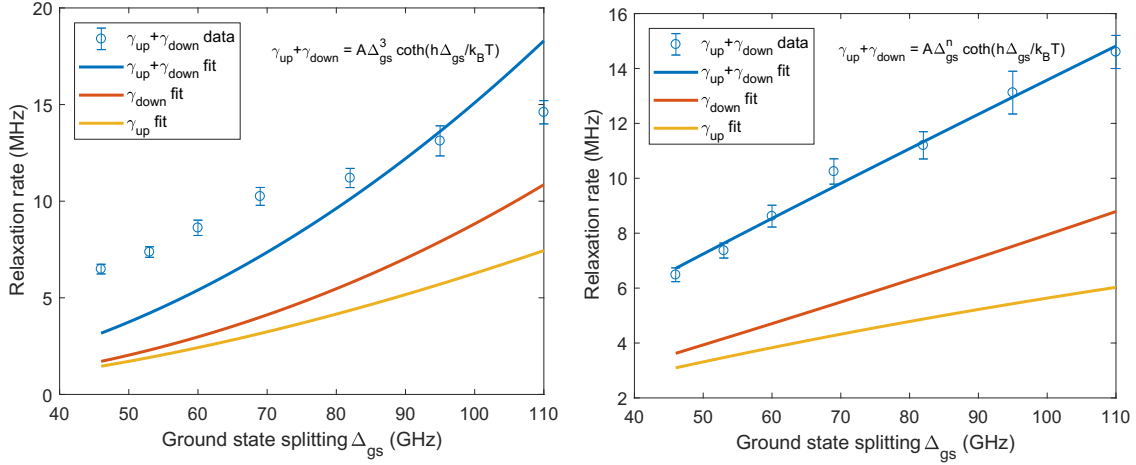 γup+γdown data
γup+γdown fit
γdown fit
γup fit
γup+γdown = AΔ³gs coth(hΔgs/kBT)
20
15
10
5
0
40 50 60 70 80 90 100 110
Relaxation rate (MHz)
Ground state splitting Δgs (GHz)
γup+γdown data
γup+γdown fit
γdown fit
γup fit
γup+γdown = AΔⁿgs coth(hΔgs/kBT)
16
14
12
10
8
6
4
2
40 50 60 70 80 90 100 110
Relaxation rate (MHz)
Ground state splitting Δgs (GHz)